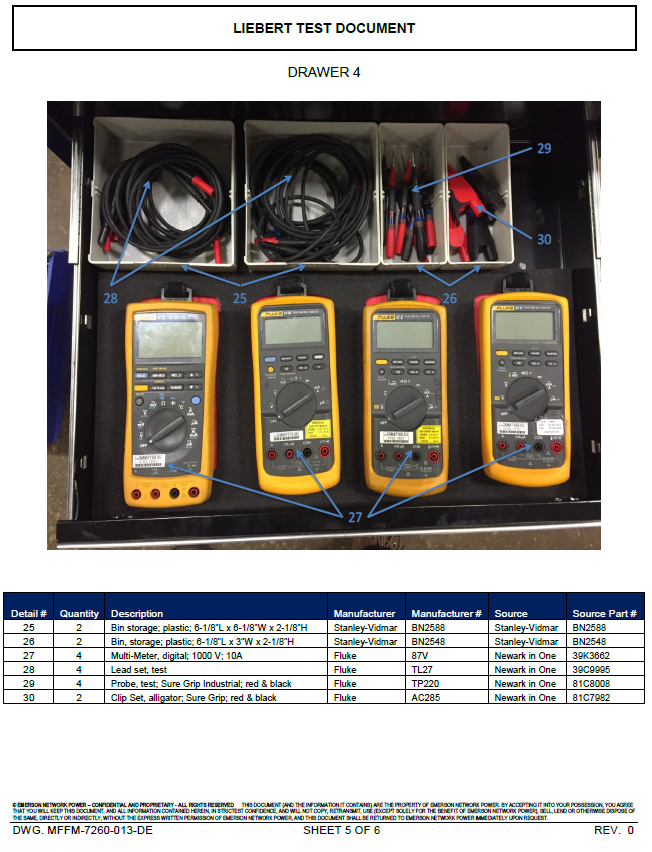 LIEBERT TEST DOCUMENT
DRAWER 4
29
30
28
25
26
27
FLUKE
FLUKE
Detail # Quantity Description Manufacturer Manufacturer # Source Source Part #
25 2 Bin storage; plastic; 6-1/8"L x 6-1/8"W x 2-1/8"H Stanley-Vidmar BN2588 Stanley-Vidmar BN2588
26 2 Bin, storage; plastic; 6-1/8"L x 3"W x 2-1/8"H Stanley-Vidmar BN2548 Stanley-Vidmar BN2548
27 4 Multi-Meter, digital; 1000 V; 10A Fluke 87V Newark in One 39K3662
28 4 Lead set, test Fluke TL27 Newark in One 39C9995
29 4 Probe, test; Sure Grip Industrial; red & black Fluke TP220 Newark in One 81C8008
30 2 Clip Set, alligator; Sure Grip; red & black Fluke AC285 Newark in One 81C7982
© EMERSON NETWORK POWER – CONFIDENTIAL AND PROPRIETARY - ALL RIGHTS RESERVED THIS DOCUMENT (AND THE INFORMATION IT CONTAINS) ARE THE PROPERTY OF EMERSON NETWORK POWER. BY ACCEPTING IT INTO YOUR POSSESSION, YOU AGREE
THAT YOU WILL KEEP THIS DOCUMENT, AND ALL INFORMATION CONTAINED HEREIN, IN STRICTEST CONFIDENCE, AND WILL NOT COPY, RETRANSMIT, USE (EXCEPT SOLELY FOR THE BENEFIT OF EMERSON NETWORK POWER), SELL, LEND OR OTHERWISE DISPOSE OF
THE SAME, DIRECTLY OR INDIRECTLY, WITHOUT THE EXPRESS WRITTEN PERMISSION OF EMERSON NETWORK POWER, AND THIS DOCUMENT SHALL BE RETURNED TO EMERSON NETWORK POWER IMMEDIATELY UPON REQUEST.
DWG. MFFM-7260-013-DE SHEET 5 OF 6 REV. 0